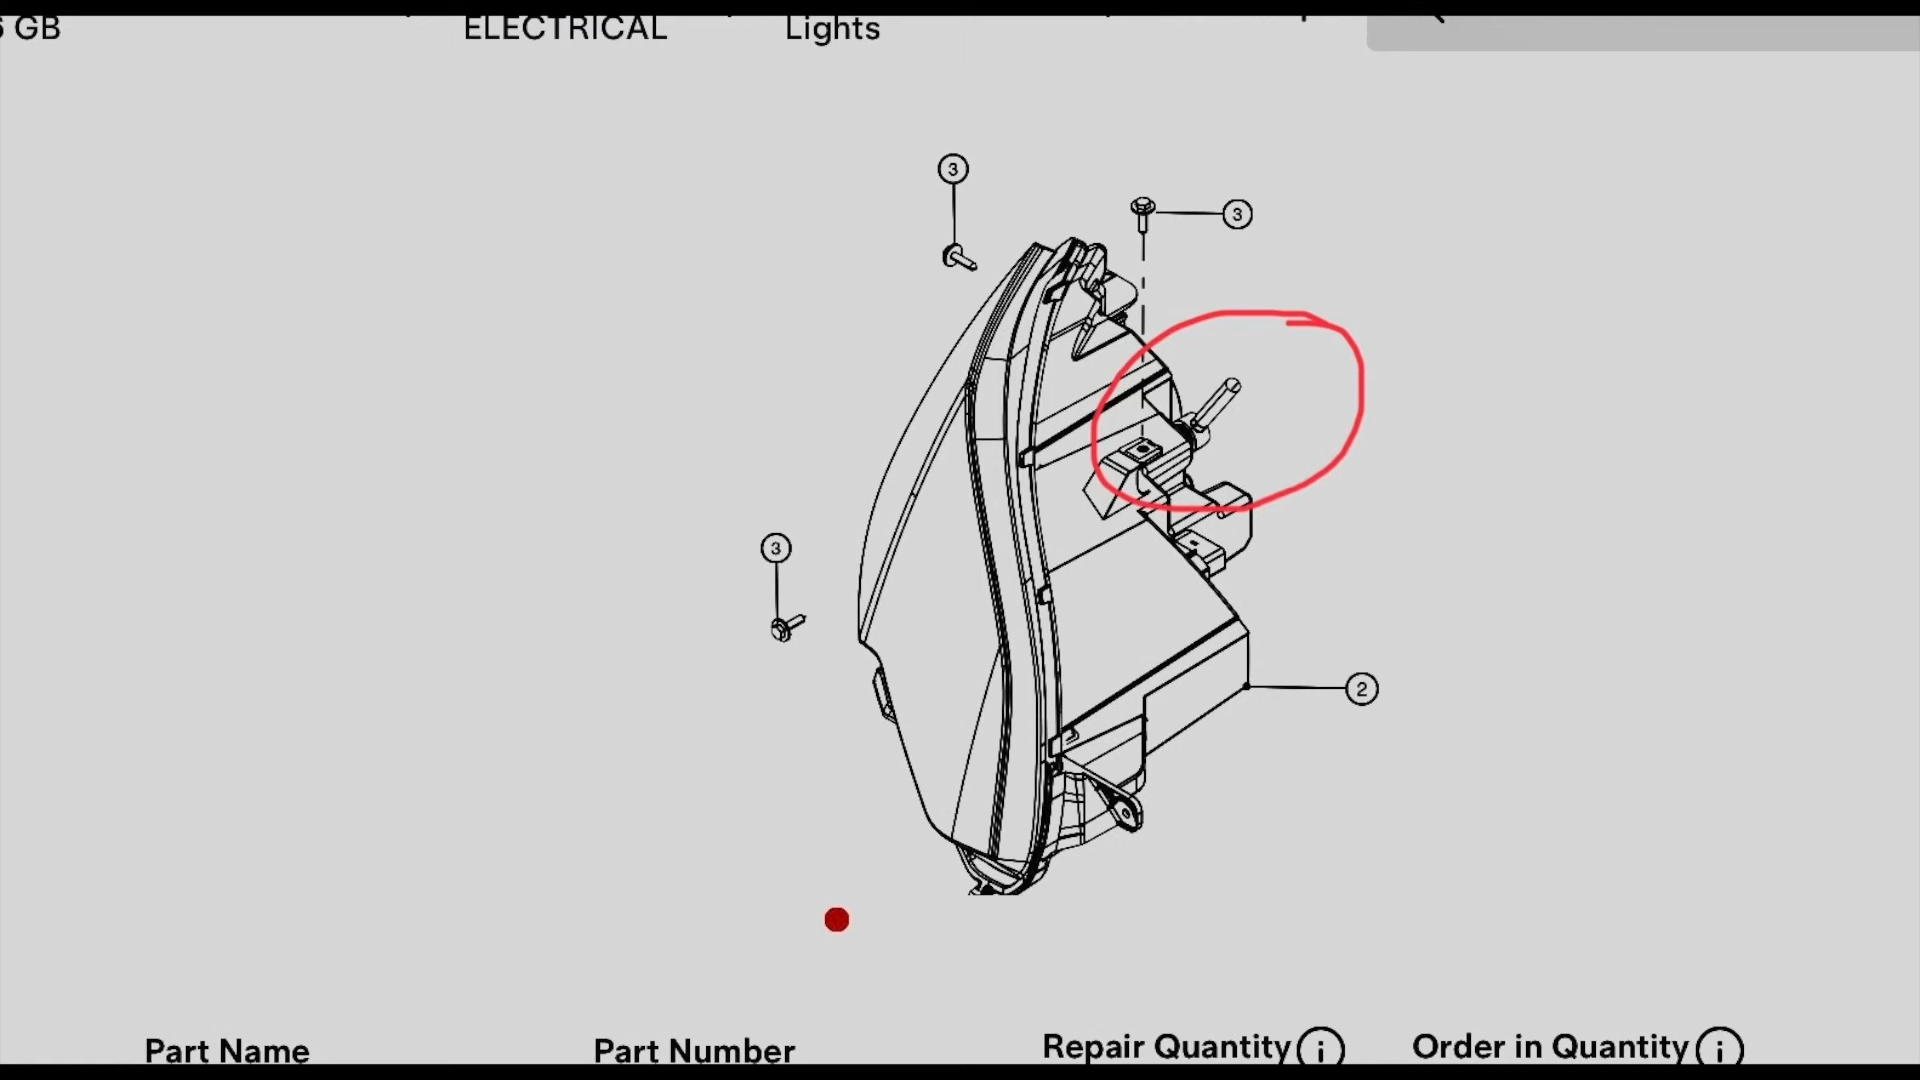 GB
ELECTRICAL
Lights
3
3
3
2
Part Name
Part Number
Repair Quantity i
Order in Quantity i